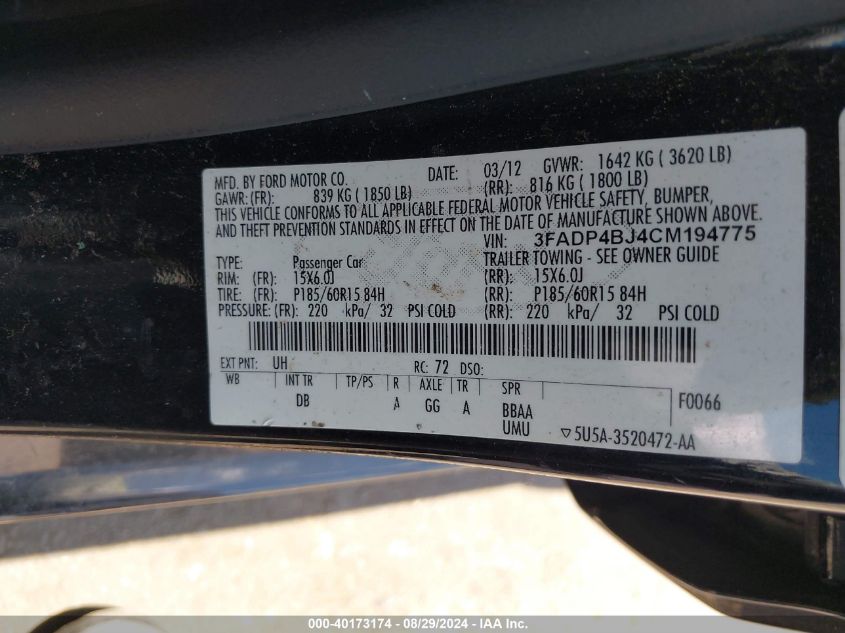 MFD. BY FORD MOTOR CO. DATE: 03/12 GVWR: 1642 KG ( 3620 LB)
GAWR: (FR): 839 KG ( 1850 LB) (RR): 816 KG ( 1800 LB)
THIS VEHICLE CONFORMS TO ALL APPLICABLE FEDERAL MOTOR VEHICLE SAFETY, BUMPER,
AND THEFT PREVENTION STANDARDS IN EFFECT ON THE DATE OF MANUFACTURE SHOWN ABOVE.
VIN: 3FADP4BJ4CM194775
TYPE: Passenger Car TRAILER TOWING - SEE OWNER GUIDE
RIM: (FR): 15X6.0J (RR): 15X6.0J
TIRE: (FR): P185/60R15 84H (RR): P185/60R15 84H
PRESSURE: (FR): 220 kPa/ 32 PSI COLD (RR): 220 kPa/ 32 PSI COLD
EXT PNT: UH RC: 72 DSO:
WB INT TR TP/PS R AXLE TR SPR
DB A GG A BBAA F0066
UMU ▽5U5A-3520472-AA
000-40173174 - 08/29/2024 - IAA Inc.